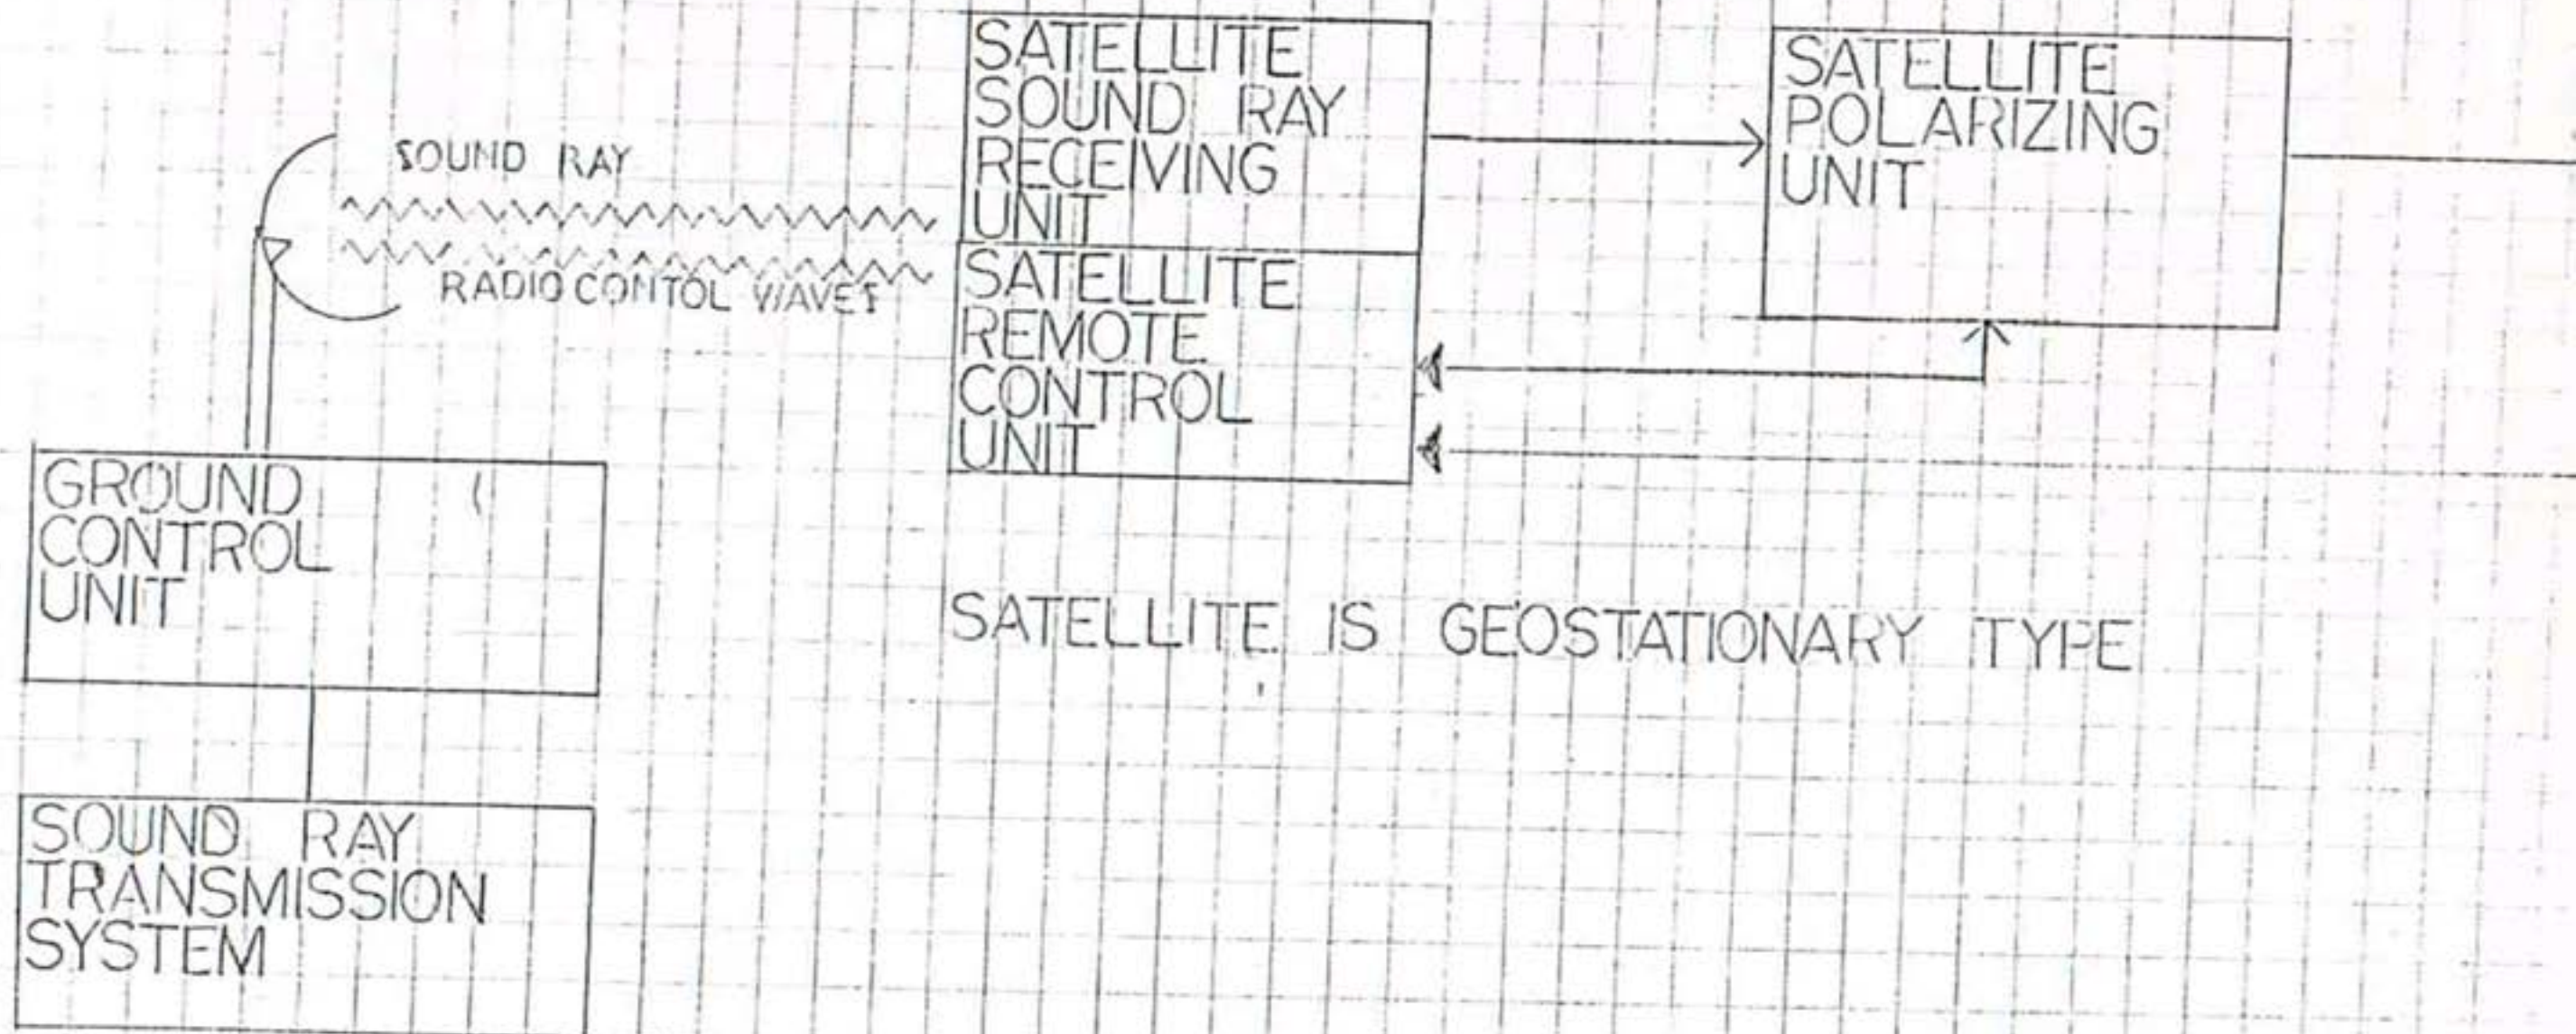 SATELLITE
SOUND RAY
RECEIVING
UNIT
SATELLITE
POLARIZING
UNIT
SOUND RAY
RADIO CONTOL WAVES
SATELLITE
REMOTE
CONTROL
UNIT
GROUND
CONTROL
UNIT
SATELLITE IS GEOSTATIONARY TYPE
SOUND RAY
TRANSMISSION
SYSTEM